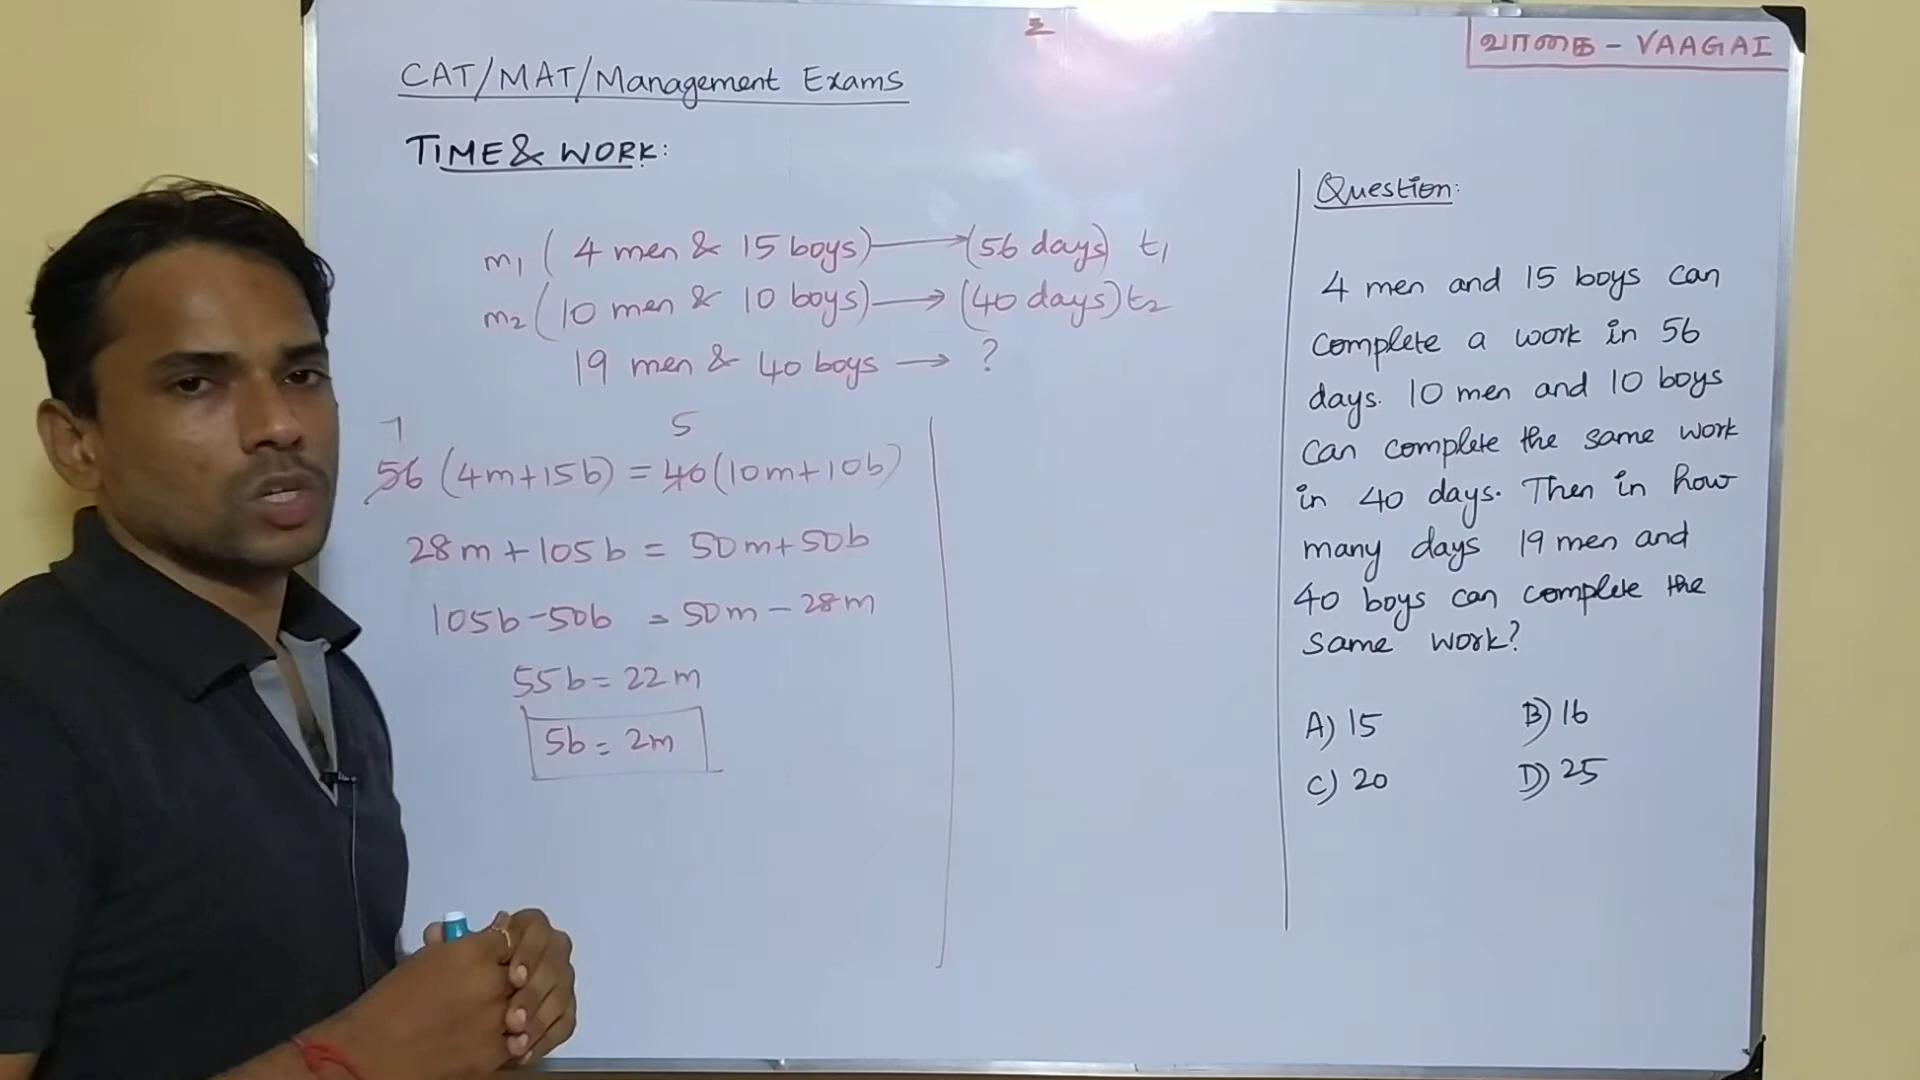 வாகை - VAAGAI
CAT/MAT/Management Exams
TIME & WORK:
m1 ( 4 men & 15 boys) → (56 days) t1
m2 ( 10 men & 10 boys) → (40 days) t2
19 men & 40 boys → ?
7 5
56 (4m+15b) = 40 (10m+10b)
28m + 105b = 50m + 50b
105b - 50b = 50m - 28m
55b = 22m
5b = 2m
Question:
4 men and 15 boys can
complete a work in 56
days. 10 men and 10 boys
can complete the same work
in 40 days. Then in how
many days 19 men and
40 boys can complete the
same work?
A) 15 B) 16
C) 20 D) 25